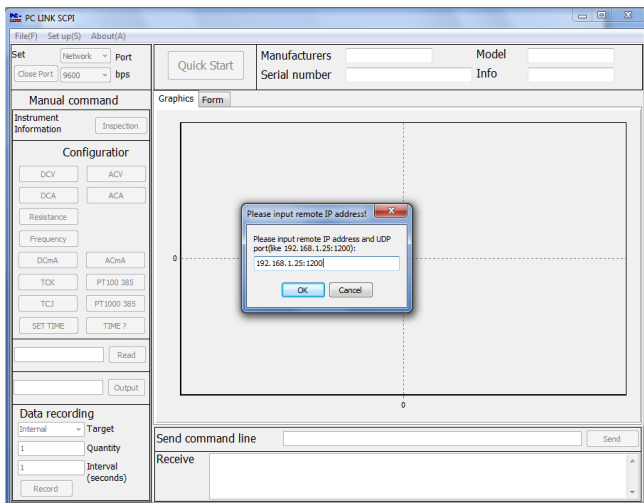 PC LINK SCPI
File(F) Set up(S) About(A)
Set Network Port
Close Port 9600 bps
Quick Start
Manufacturers Model
Serial number Info
Manual command
Instrument
Information Inspection
Configuratior
DCV ACV
DCA ACA
Resistance
Frequency
DCmA ACmA
TCK PT100 385
TCJ PT1000 385
SET TIME TIME ?
Read
Output
Data recording
Internal Target
1 Quantity
1 Interval
(seconds)
Record
Graphics Form
0
0
Please input remote IP address!
Please input remote IP address and UDP
port(like 192.168.1.25:1200):
192.168.1.25:1200
OK Cancel
Send command line Send
Receive